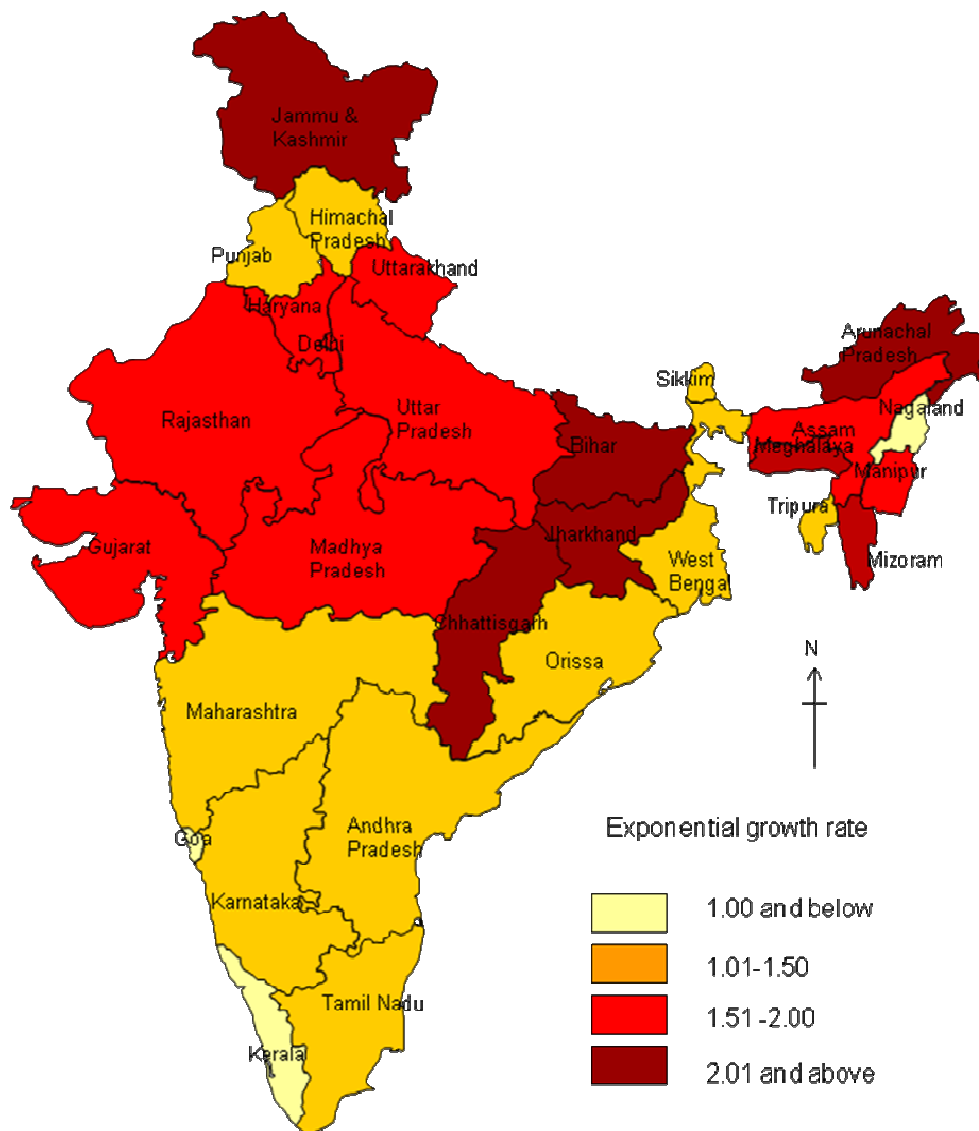 Jammu &
Kashmir
Himachal
Pradesh
Punjab
Uttarakhand
Haryana
Delhi
Arunachal
Pradesh
Sikkim
Rajasthan
Uttar
Pradesh
Nagaland
Assam
Bihar
Meghalaya
Manipur
Tripura
Gujarat
Madhya
Pradesh
Jharkhand
West
Bengal
Mizoram
Chhattisgarh
Orissa
N
Maharashtra
Goa
Andhra
Pradesh
Karnataka
Tamil Nadu
Kerala
Exponential growth rate
1.00 and below
1.01-1.50
1.51-2.00
2.01 and above